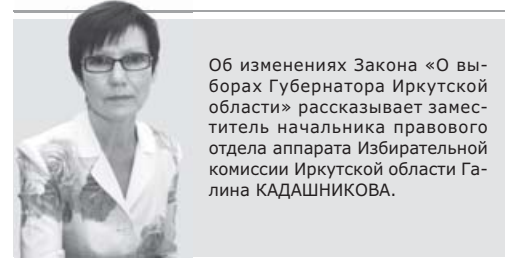 Об изменениях Закона «О вы-
борах Губернатора Иркутской
области» рассказывает замес-
титель начальника правового
отдела аппарата Избирательной
комиссии Иркутской области Га-
лина КАДАШНИКОВА.